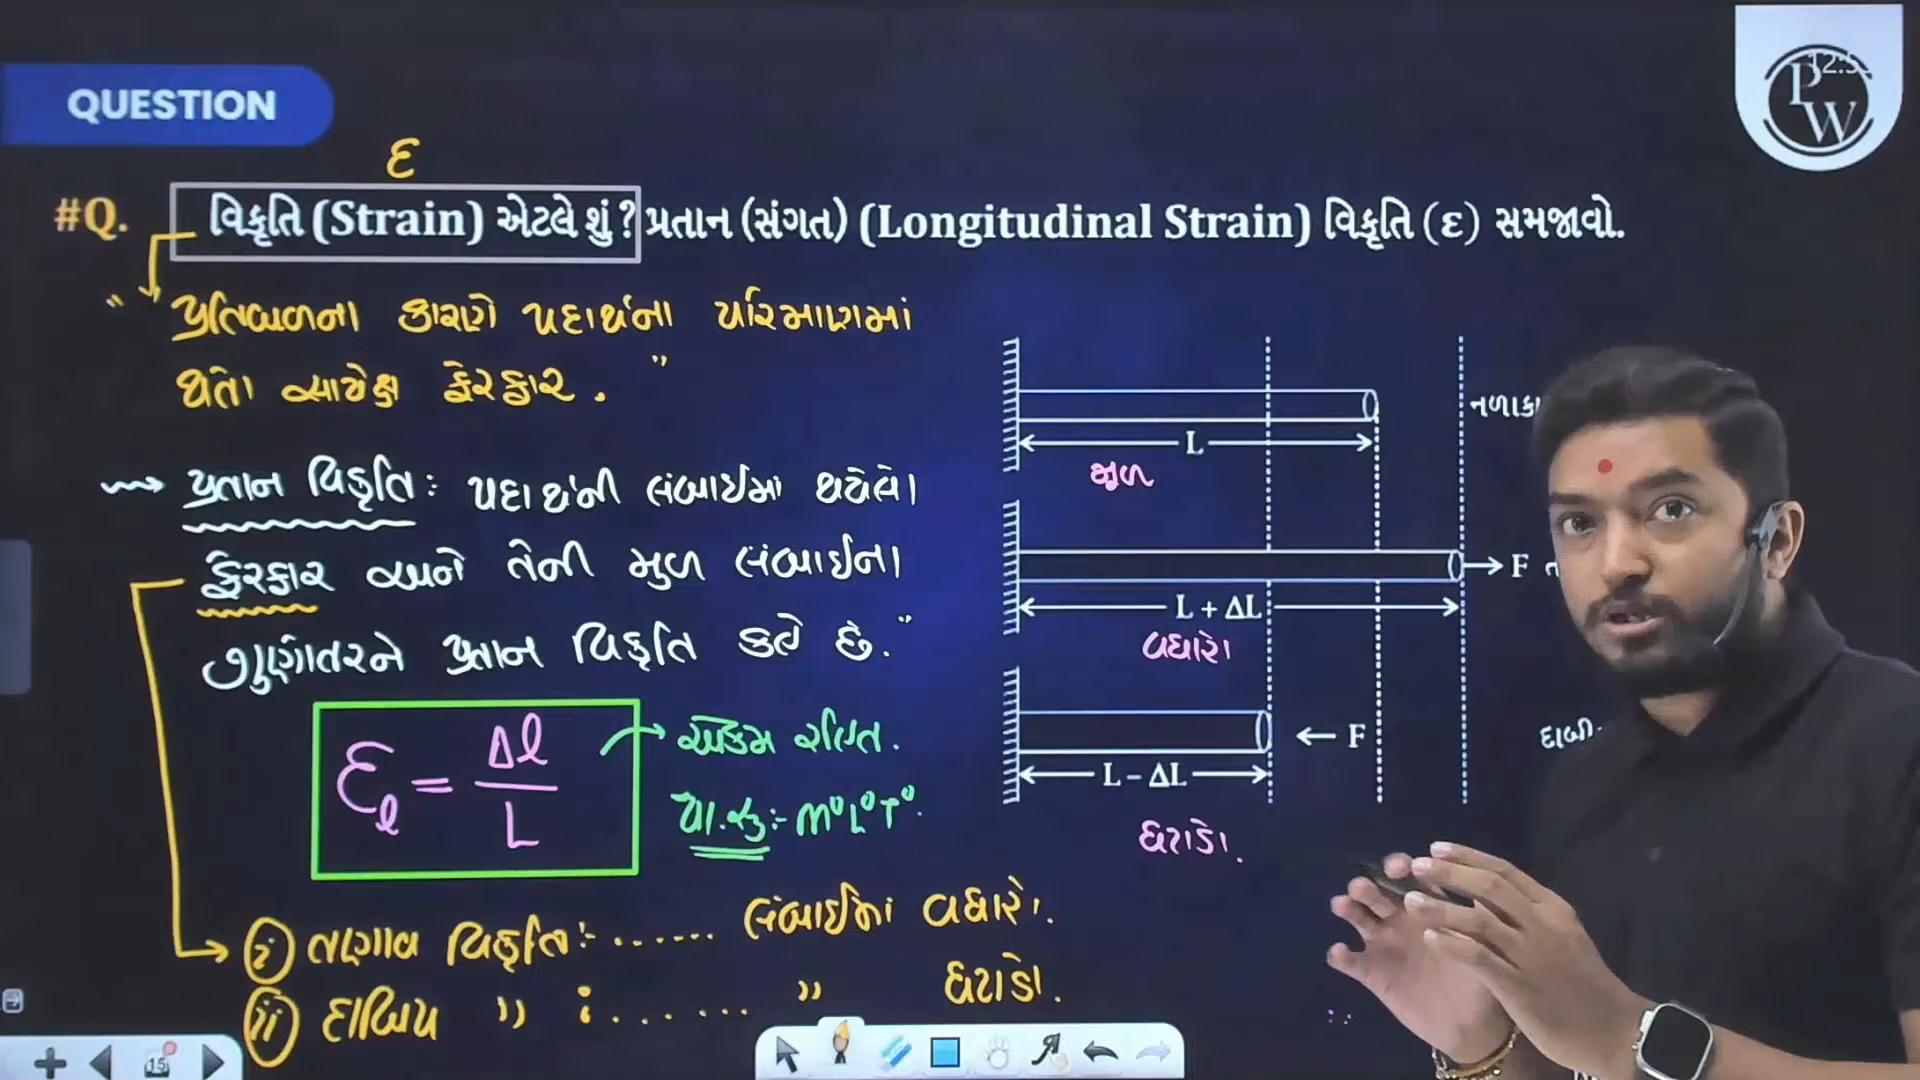 QUESTION
PW
ε
#Q. વિકૃતિ (Strain) એટલે શું? પ્રતાન (સંગત) (Longitudinal Strain) વિકૃતિ (ε) સમજાવો.
" પ્રતિબળના કારણે પદાર્થના પરિમાણમાં
થતો સાપેક્ષ ફેરફાર. "
પ્રતાન વિકૃતિ : પદાર્થની લંબાઈમાં થયેલો
ફેરફાર અને તેની મુળ લંબાઈના
ગુણોતરને પ્રતાન વિકૃતિ કહે છે."
εl = Δl / L
→ એકમ રહિત.
પા.સુ :- M⁰L⁰T⁰.
i) તણાવ વિકૃતિ :- ...... લંબાઈમાં વધારો.
ii) દાબિય " : ...... " ઘટાડો.
L
મુળ
→ F
L + ΔL
વધારો
← F
દાબી
L – ΔL
ઘટાડો.
15